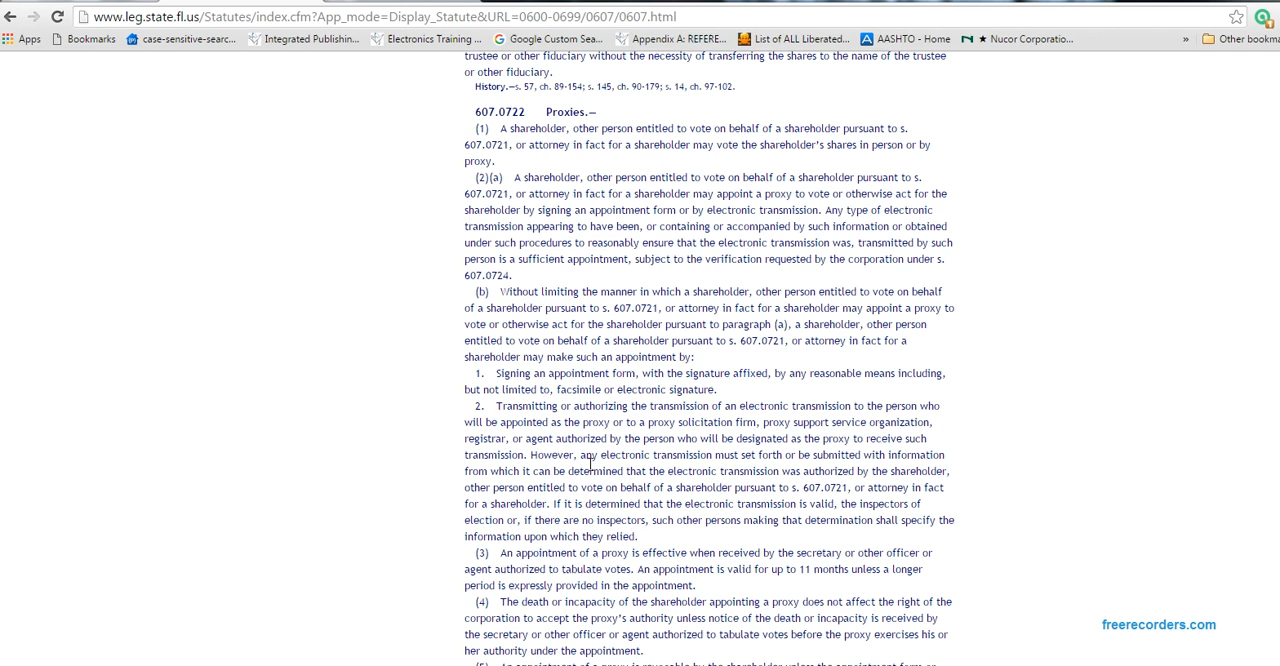 www.leg.state.fl.us/Statutes/index.cfm?App_mode=Display_Statute&URL=0600-0699/0607/0607.html
Apps Bookmarks case-sensitive-searc... Integrated Publishin... Electronics Training ... Google Custom Sea... Appendix A: REFERE... List of ALL Liberated... AASHTO - Home ★ Nucor Corporatio... » Other bookma
trustee or other fiduciary without the necessity of transferring the shares to the name of the trustee
or other fiduciary.
History.—s. 57, ch. 89-154; s. 145, ch. 90-179; s. 14, ch. 97-102.
607.0722 Proxies.—
(1) A shareholder, other person entitled to vote on behalf of a shareholder pursuant to s.
607.0721, or attorney in fact for a shareholder may vote the shareholder's shares in person or by
proxy.
(2)(a) A shareholder, other person entitled to vote on behalf of a shareholder pursuant to s.
607.0721, or attorney in fact for a shareholder may appoint a proxy to vote or otherwise act for the
shareholder by signing an appointment form or by electronic transmission. Any type of electronic
transmission appearing to have been, or containing or accompanied by such information or obtained
under such procedures to reasonably ensure that the electronic transmission was, transmitted by such
person is a sufficient appointment, subject to the verification requested by the corporation under s.
607.0724.
(b) Without limiting the manner in which a shareholder, other person entitled to vote on behalf
of a shareholder pursuant to s. 607.0721, or attorney in fact for a shareholder may appoint a proxy to
vote or otherwise act for the shareholder pursuant to paragraph (a), a shareholder, other person
entitled to vote on behalf of a shareholder pursuant to s. 607.0721, or attorney in fact for a
shareholder may make such an appointment by:
1. Signing an appointment form, with the signature affixed, by any reasonable means including,
but not limited to, facsimile or electronic signature.
2. Transmitting or authorizing the transmission of an electronic transmission to the person who
will be appointed as the proxy or to a proxy solicitation firm, proxy support service organization,
registrar, or agent authorized by the person who will be designated as the proxy to receive such
transmission. However, any electronic transmission must set forth or be submitted with information
from which it can be determined that the electronic transmission was authorized by the shareholder,
other person entitled to vote on behalf of a shareholder pursuant to s. 607.0721, or attorney in fact
for a shareholder. If it is determined that the electronic transmission is valid, the inspectors of
election or, if there are no inspectors, such other persons making that determination shall specify the
information upon which they relied.
(3) An appointment of a proxy is effective when received by the secretary or other officer or
agent authorized to tabulate votes. An appointment is valid for up to 11 months unless a longer
period is expressly provided in the appointment.
(4) The death or incapacity of the shareholder appointing a proxy does not affect the right of the
corporation to accept the proxy's authority unless notice of the death or incapacity is received by
the secretary or other officer or agent authorized to tabulate votes before the proxy exercises his or
her authority under the appointment.
(5) An appointment of a proxy is revocable by the shareholder unless the appointment form or
freerecorders.com